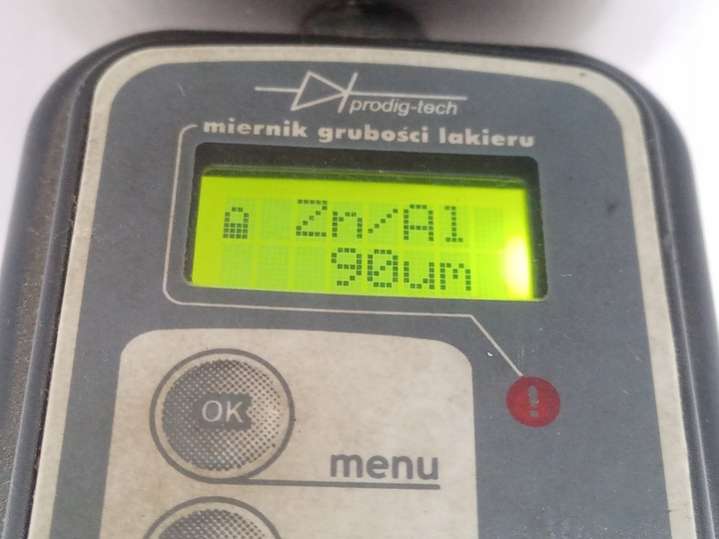 prodig-tech
miernik grubości lakieru
Zn/Al
90um
OK
menu
!